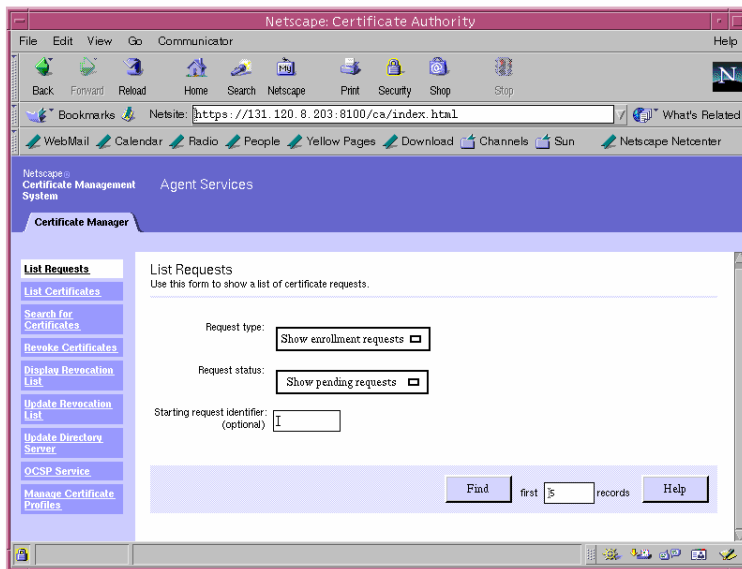 Netscape: Certificate Authority
File Edit View Go Communicator Help
Back Forward Reload Home Search Netscape Print Security Shop Stop
My
N
Bookmarks Netsite: https://131.120.8.203:8100/ca/index.html What's Related
WebMail Calendar Radio People Yellow Pages Download Channels Sun Netscape Netcenter
Netscape
Certificate Management
System
Agent Services
Certificate Manager
List Requests
List Certificates
Search for
Certificates
Revoke Certificates
Display Revocation
List
Update Revocation
List
Update Directory
Server
OCSP Service
Manage Certificate
Profiles
List Requests
Use this form to show a list of certificate requests.
Request type: Show enrollment requests
Request status: Show pending requests
Starting request identifier:
(optional)
Find first 5 records Help